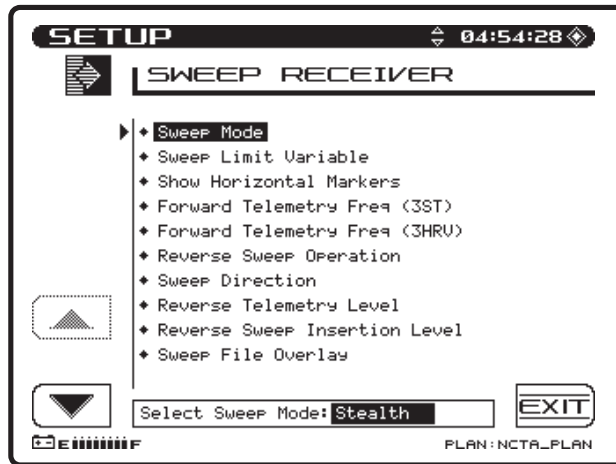 SETUP 04:54:28
SWEEP RECEIVER
Sweep Mode
Sweep Limit Variable
Show Horizontal Markers
Forward Telemetry Freq (3ST)
Forward Telemetry Freq (3HRV)
Reverse Sweep Operation
Sweep Direction
Reverse Telemetry Level
Reverse Sweep Insertion Level
Sweep File Overlay
Select Sweep Mode: Stealth
EXIT
E F PLAN:NCTA_PLAN